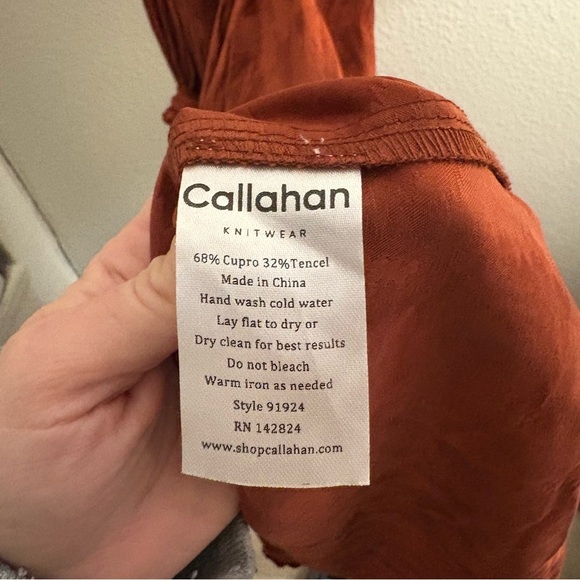 Callahan
KNITWEAR
68% Cupro 32%Tencel
Made in China
Hand wash cold water
Lay flat to dry or
Dry clean for best results
Do not bleach
Warm iron as needed
Style 91924
RN 142824
www.shopcallahan.com